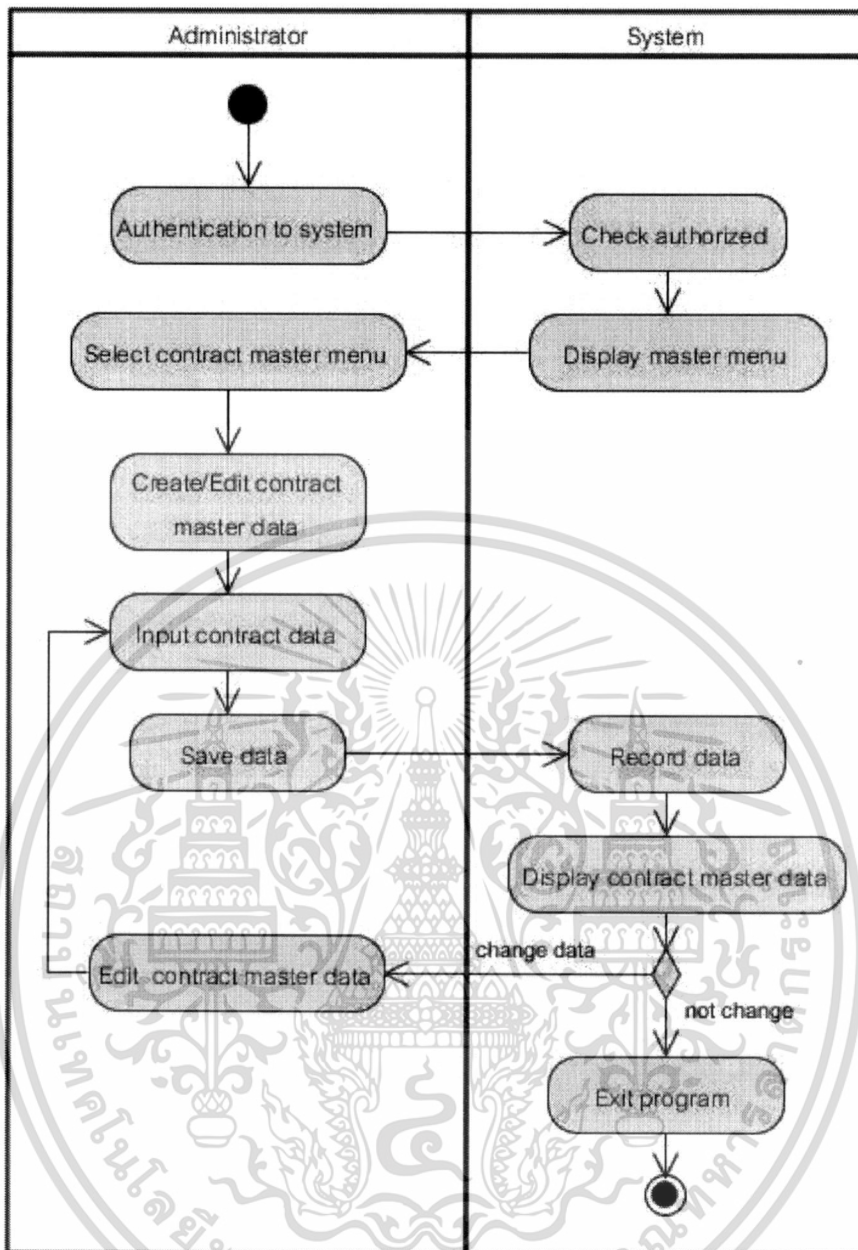 Administrator
System
Authentication to system
Check authorized
Select contract master menu
Display master menu
Create/Edit contract
master data
Input contract data
Save data
Record data
Display contract master data
change data
Edit contract master data
not change
Exit program